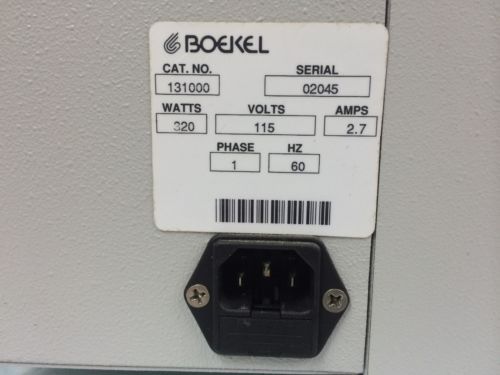 BOEKEL
CAT. NO. SERIAL
131000 02045
WATTS VOLTS AMPS
320 115 2.7
PHASE HZ
1 60